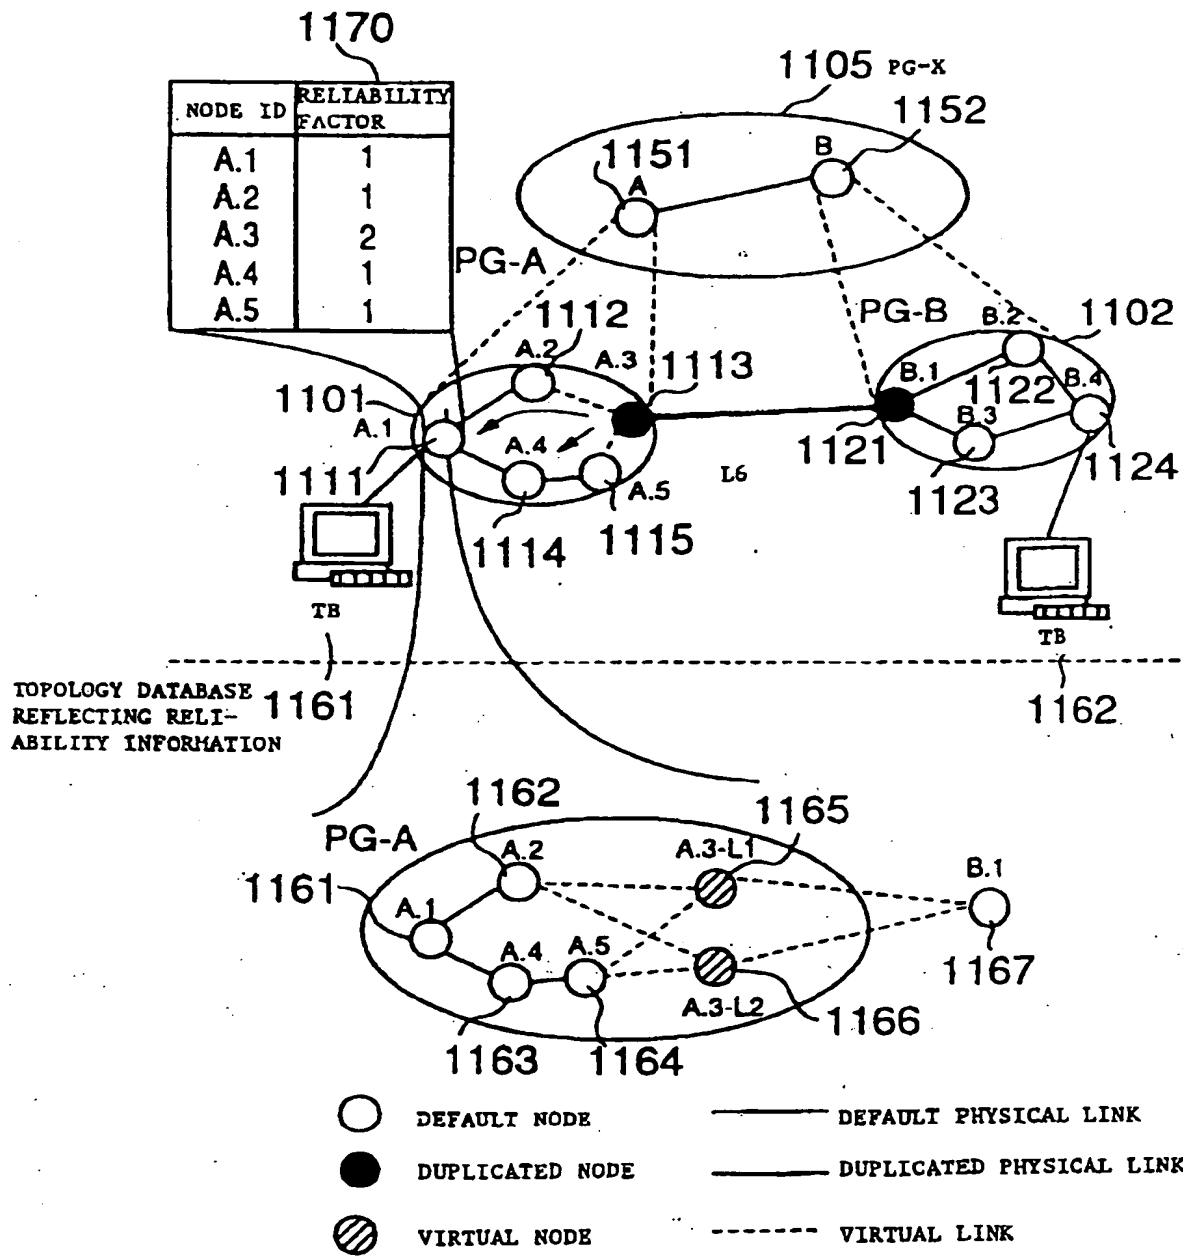 1170
NODE ID RELIABILITY FACTOR
A.1 1
A.2 1
A.3 2
A.4 1
A.5 1
1105 PG-X
1152
1151
B
A
PG-A
PG-B
1112
A.2
A.3
1113
B.2
1102
1101
A.1
B.1
1122
B.4
A.4
B.3
1121
1111
L6
1124
A.5
1123
1114
1115
TB
TB
TOPOLOGY DATABASE
REFLECTING RELI-
ABILITY INFORMATION
1161
1162
1162
1165
PG-A
A.2
A.3-L1
B.1
1161
A.1
A.4
A.5
1167
A.3-L2
1166
1163
1164
DEFAULT NODE
DEFAULT PHYSICAL LINK
DUPLICATED NODE
DUPLICATED PHYSICAL LINK
VIRTUAL NODE
VIRTUAL LINK